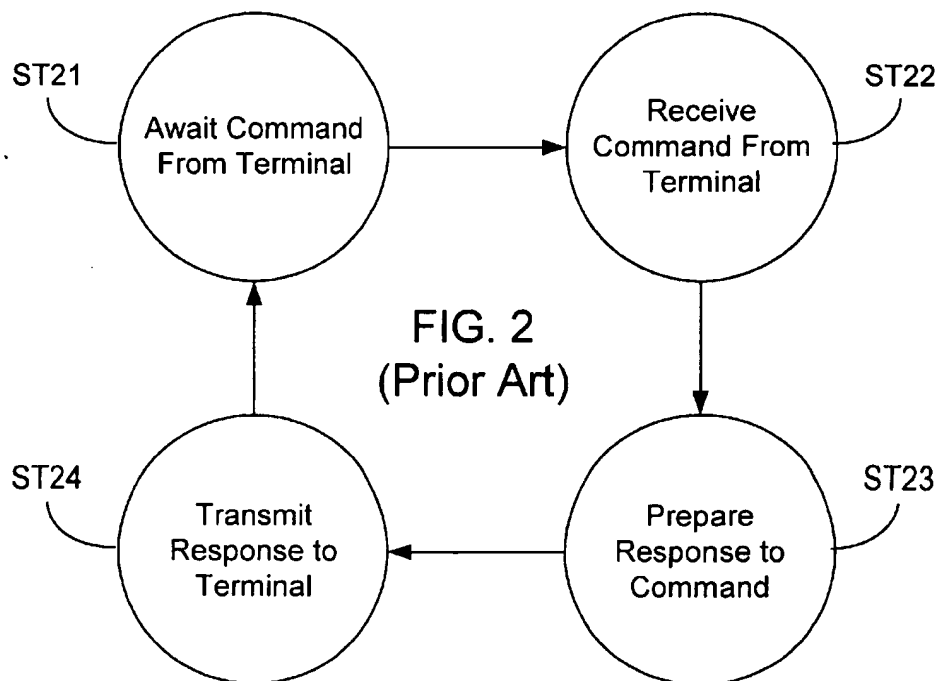 ST21
Await Command
From Terminal
Receive
Command From
Terminal
ST22
FIG. 2
(Prior Art)
ST24
Transmit
Response to
Terminal
Prepare
Response to
Command
ST23